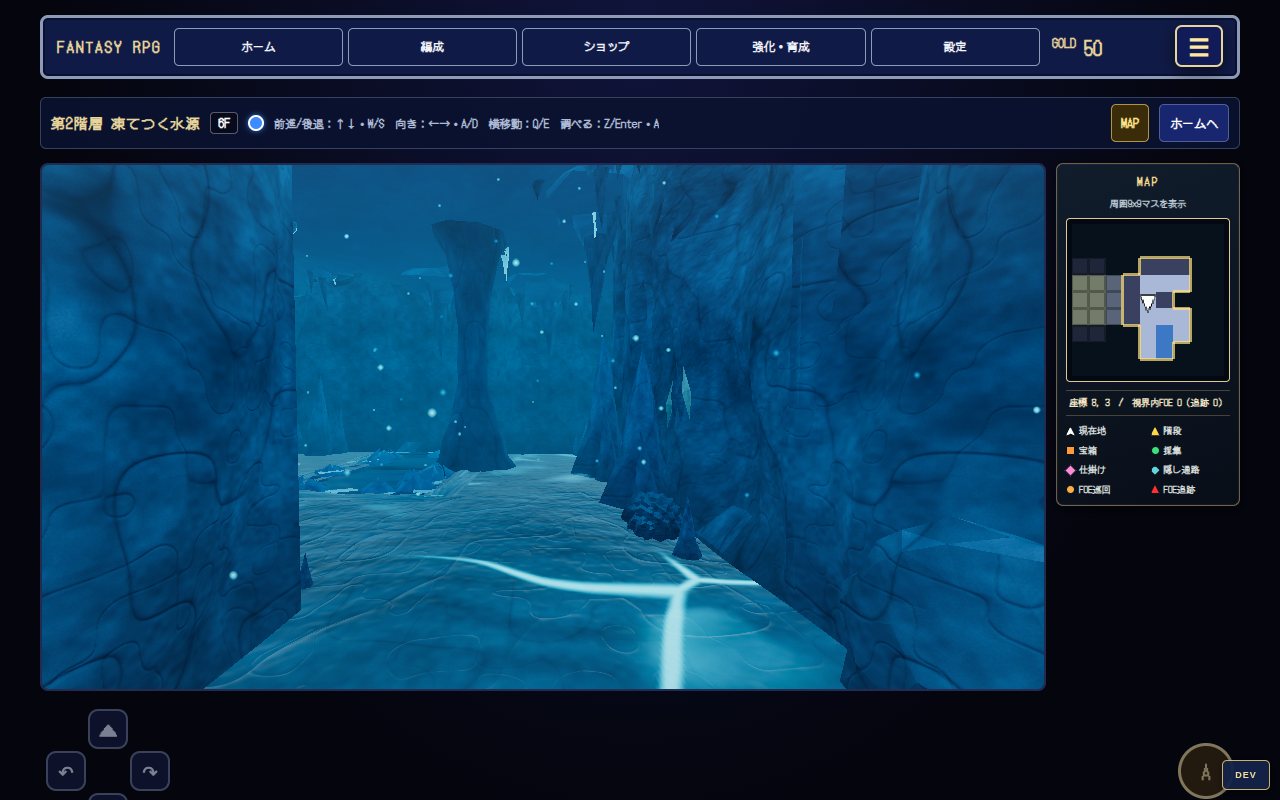 FANTASY RPG ホーム 編成 ショップ 強化・育成 設定 GOLD 50
第2階層 凍てつく水源 6F 前進/後退：↑↓・W/S 向き：←→・A/D 横移動：Q/E 調べる：Z/Enter・A MAP ホームへ
MAP
周囲9x9マスを表示
座標 8, 3 / 視界内FOE 0 (追跡 0)
現在地 階段
宝箱 採集
仕掛け 隠し通路
FOE巡回 FOE追跡
A DEV